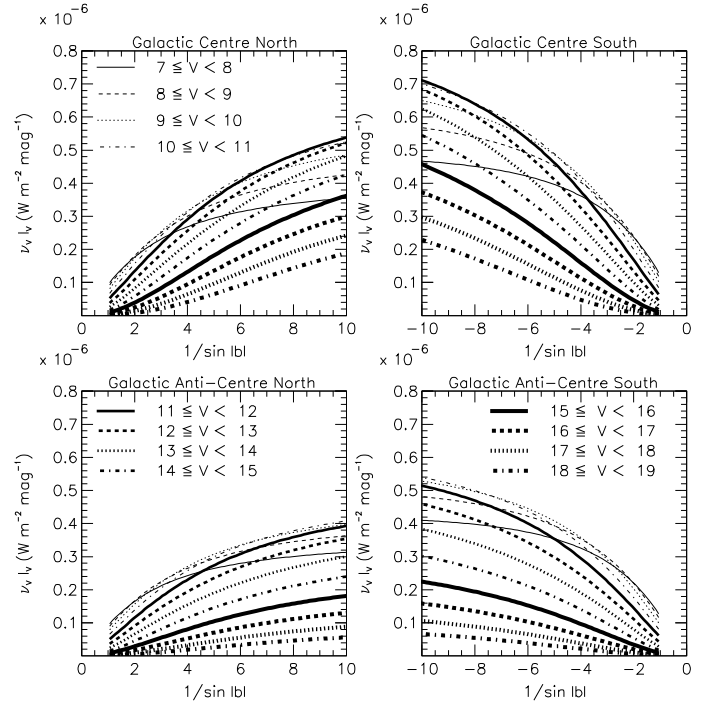 × 10⁻⁶
Galactic Centre North
7 ≦ V < 8
8 ≦ V < 9
9 ≦ V < 10
10 ≦ V < 11
0.8
0.7
0.6
0.5
0.4
0.3
0.2
0.1
νᵥ Iᵥ (W m⁻² mag⁻¹)
0 2 4 6 8 10
1/sin |b|
× 10⁻⁶
Galactic Centre South
0.8
0.7
0.6
0.5
0.4
0.3
0.2
0.1
νᵥ Iᵥ (W m⁻² mag⁻¹)
-10 -8 -6 -4 -2 0
1/sin |b|
× 10⁻⁶
Galactic Anti-Centre North
11 ≦ V < 12
12 ≦ V < 13
13 ≦ V < 14
14 ≦ V < 15
0.8
0.7
0.6
0.5
0.4
0.3
0.2
0.1
νᵥ Iᵥ (W m⁻² mag⁻¹)
0 2 4 6 8 10
1/sin |b|
× 10⁻⁶
Galactic Anti-Centre South
15 ≦ V < 16
16 ≦ V < 17
17 ≦ V < 18
18 ≦ V < 19
0.8
0.7
0.6
0.5
0.4
0.3
0.2
0.1
νᵥ Iᵥ (W m⁻² mag⁻¹)
-10 -8 -6 -4 -2 0
1/sin |b|